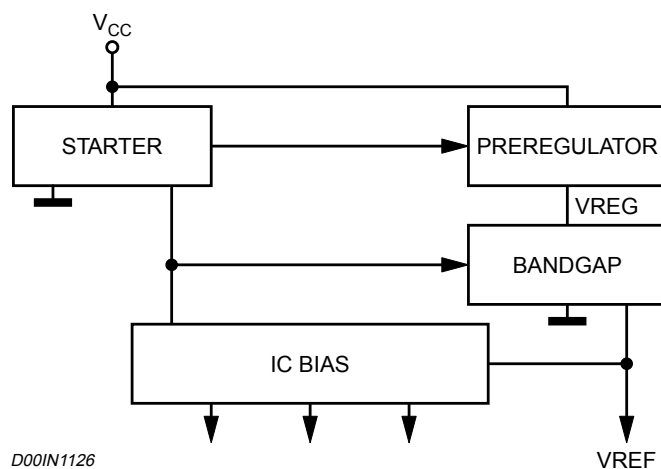 VCC
STARTER
PREREGULATOR
VREG
BANDGAP
IC BIAS
D00IN1126
VREF